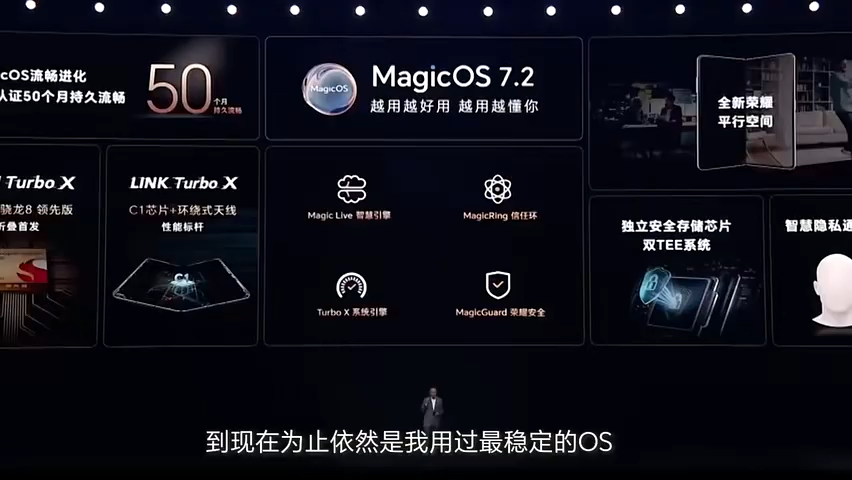 cOS流畅进化
认证50个月持久流畅
50
个月
持久流畅
MagicOS
MagicOS 7.2
越用越好用 越用越懂你
全新荣耀
平行空间
Turbo X
骁龙8 领先版
折叠首发
LINK Turbo X
C1芯片+环绕式天线
性能标杆
C1
Magic Live 智慧引擎
MagicRing 信任环
Turbo X 系统引擎
MagicGuard 荣耀安全
独立安全存储芯片
双TEE系统
智慧隐私通
到现在为止依然是我用过最稳定的OS